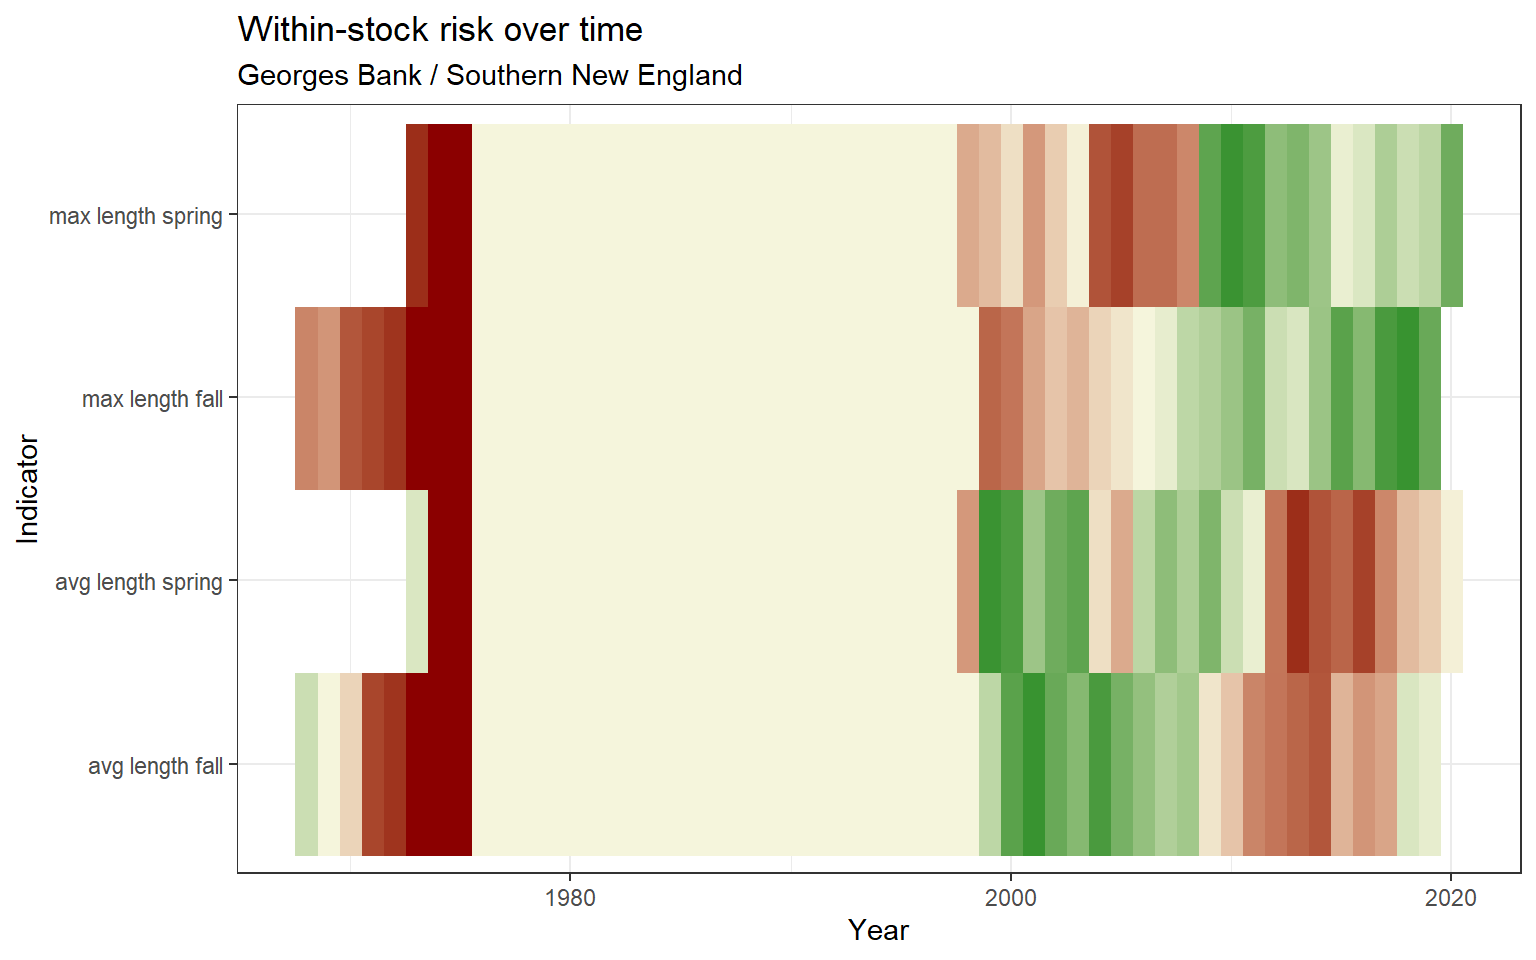 Within-stock risk over time
Georges Bank / Southern New England
Indicator
max length spring
max length fall
avg length spring
avg length fall
1980
2000
2020
Year